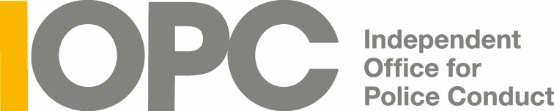 IOPC
Independent
Office for
Police Conduct